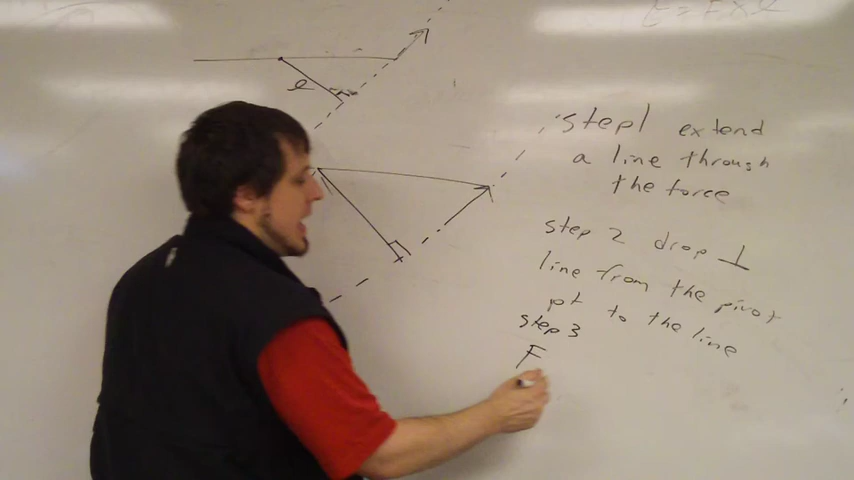 l
step1 extend
a line through
the force
step 2 drop ⊥
line from the pivot
pt to the line
step 3
F